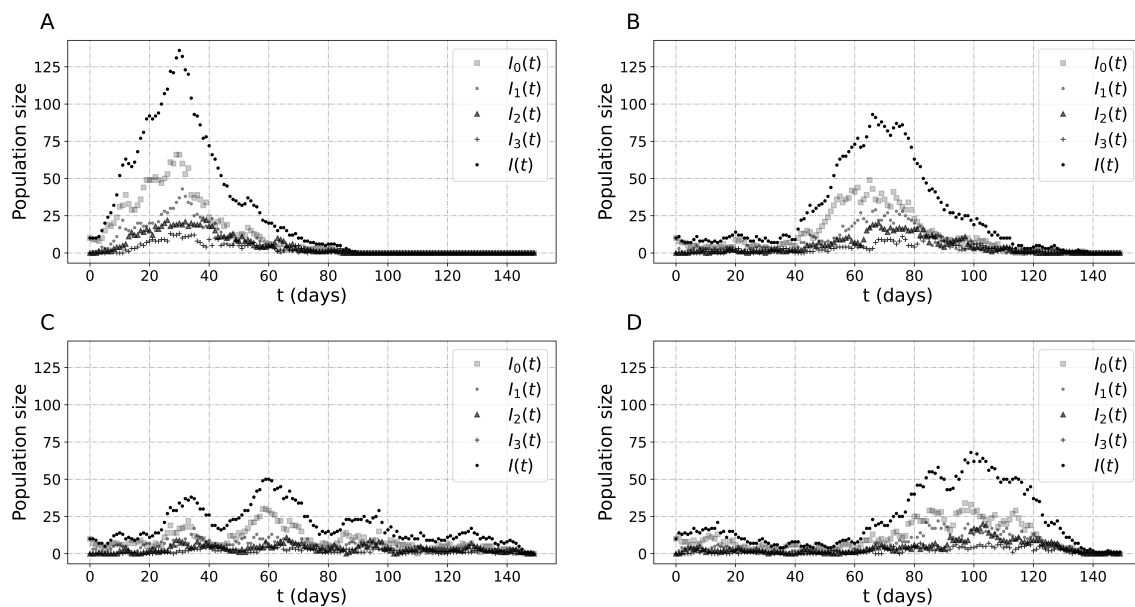 A
Population size
125
100
75
50
25
0
I₀(t)
I₁(t)
I₂(t)
I₃(t)
I(t)
0 20 40 60 80 100 120 140
t (days)
B
Population size
125
100
75
50
25
0
I₀(t)
I₁(t)
I₂(t)
I₃(t)
I(t)
0 20 40 60 80 100 120 140
t (days)
C
Population size
125
100
75
50
25
0
I₀(t)
I₁(t)
I₂(t)
I₃(t)
I(t)
0 20 40 60 80 100 120 140
t (days)
D
Population size
125
100
75
50
25
0
I₀(t)
I₁(t)
I₂(t)
I₃(t)
I(t)
0 20 40 60 80 100 120 140
t (days)